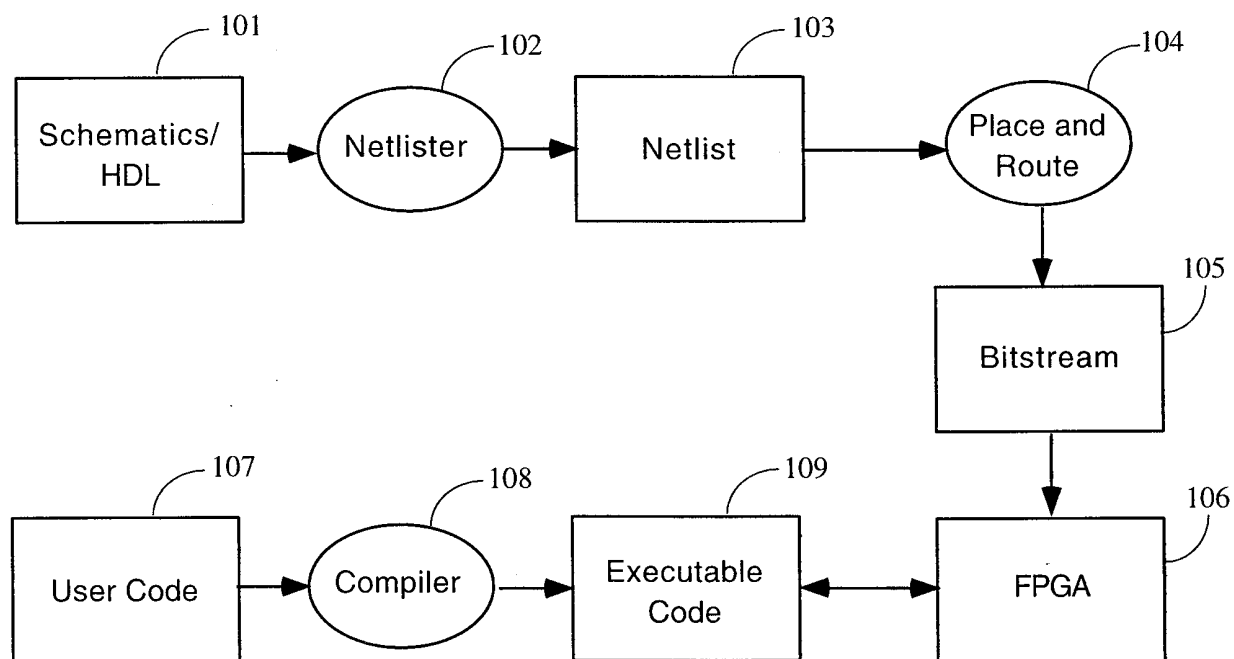 101
102
103
104
Schematics/
HDL
Netlister
Netlist
Place and
Route
105
Bitstream
107
108
109
106
User Code
Compiler
Executable
Code
FPGA